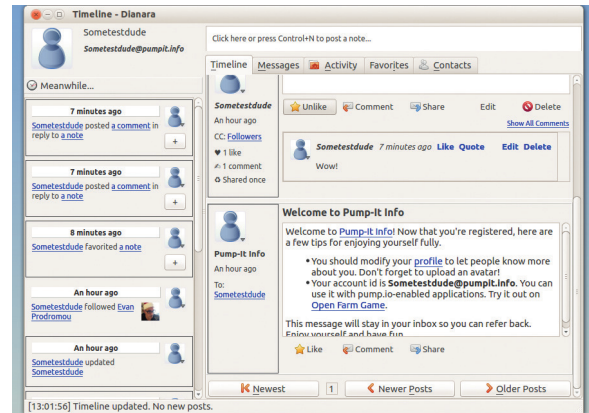 Timeline - Dianara
Sometestdude
Sometestdude@pumpit.info
Click here or press Control+N to post a note...
Timeline Messages Activity Favorites Contacts
Meanwhile...
7 minutes ago
Sometestdude posted a comment in
reply to a note
+
7 minutes ago
Sometestdude posted a comment in
reply to a note
+
8 minutes ago
Sometestdude favorited a note
+
An hour ago
Sometestdude followed Evan
Prodromou
An hour ago
Sometestdude updated
Sometestdude
Sometestdude
An hour ago
CC: Followers
♥ 1 like
1 comment
Shared once
Unlike Comment Share Edit Delete
Show All Comments
Sometestdude 7 minutes ago Like Quote Edit Delete
Wow!
Pump-It Info
An hour ago
To:
Sometestdude
Welcome to Pump-It Info
Welcome to Pump-It Info! Now that you're registered, here are
a few tips for enjoying yourself fully.
•You should modify your profile to let people know more
about you. Don't forget to upload an avatar!
•Your account id is Sometestdude@pumpit.info. You can
use it with pump.io-enabled applications. Try it out on
Open Farm Game.
This message will stay in your inbox so you can refer back.
Enjoy yourself and have fun.
Like Comment Share
Newest 1 Newer Posts Older Posts
[13:01:56] Timeline updated. No new posts.